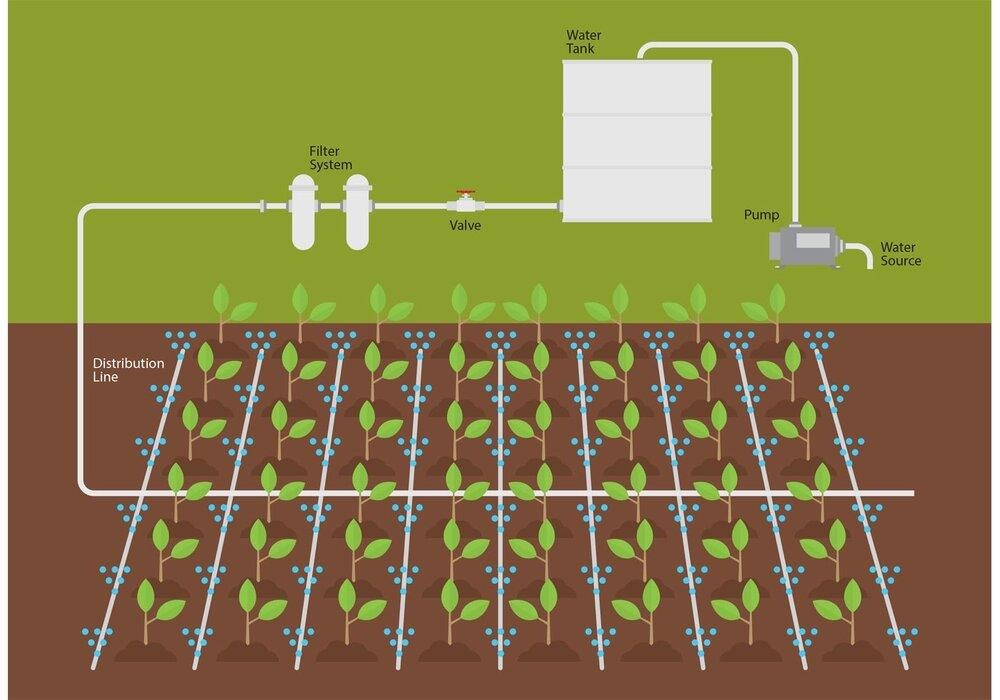 Water
Tank
Filter
System
Valve
Pump
Water
Source
Distribution
Line